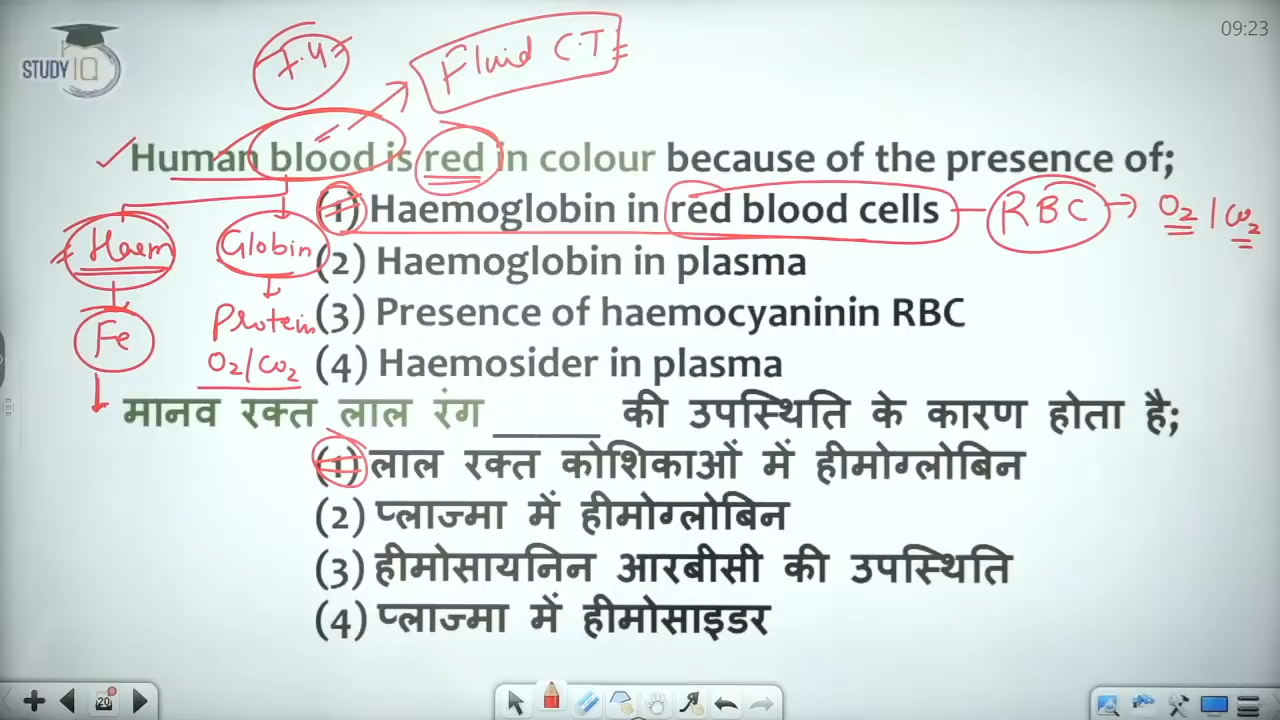 09:23
STUDY IQ
7.4
Fluid C.T.
Human blood is red in colour because of the presence of;
(1) Haemoglobin in red blood cells
RBC → O2 / CO2
Haem
Globin
(2) Haemoglobin in plasma
Fe
Protein
O2/CO2
(3) Presence of haemocyaninin RBC
(4) Haemosider in plasma
मानव रक्त लाल रंग ______ की उपस्थिति के कारण होता है;
(1) लाल रक्त कोशिकाओं में हीमोग्लोबिन
(2) प्लाज्मा में हीमोग्लोबिन
(3) हीमोसायनिन आरबीसी की उपस्थिति
(4) प्लाज्मा में हीमोसाइडर
20